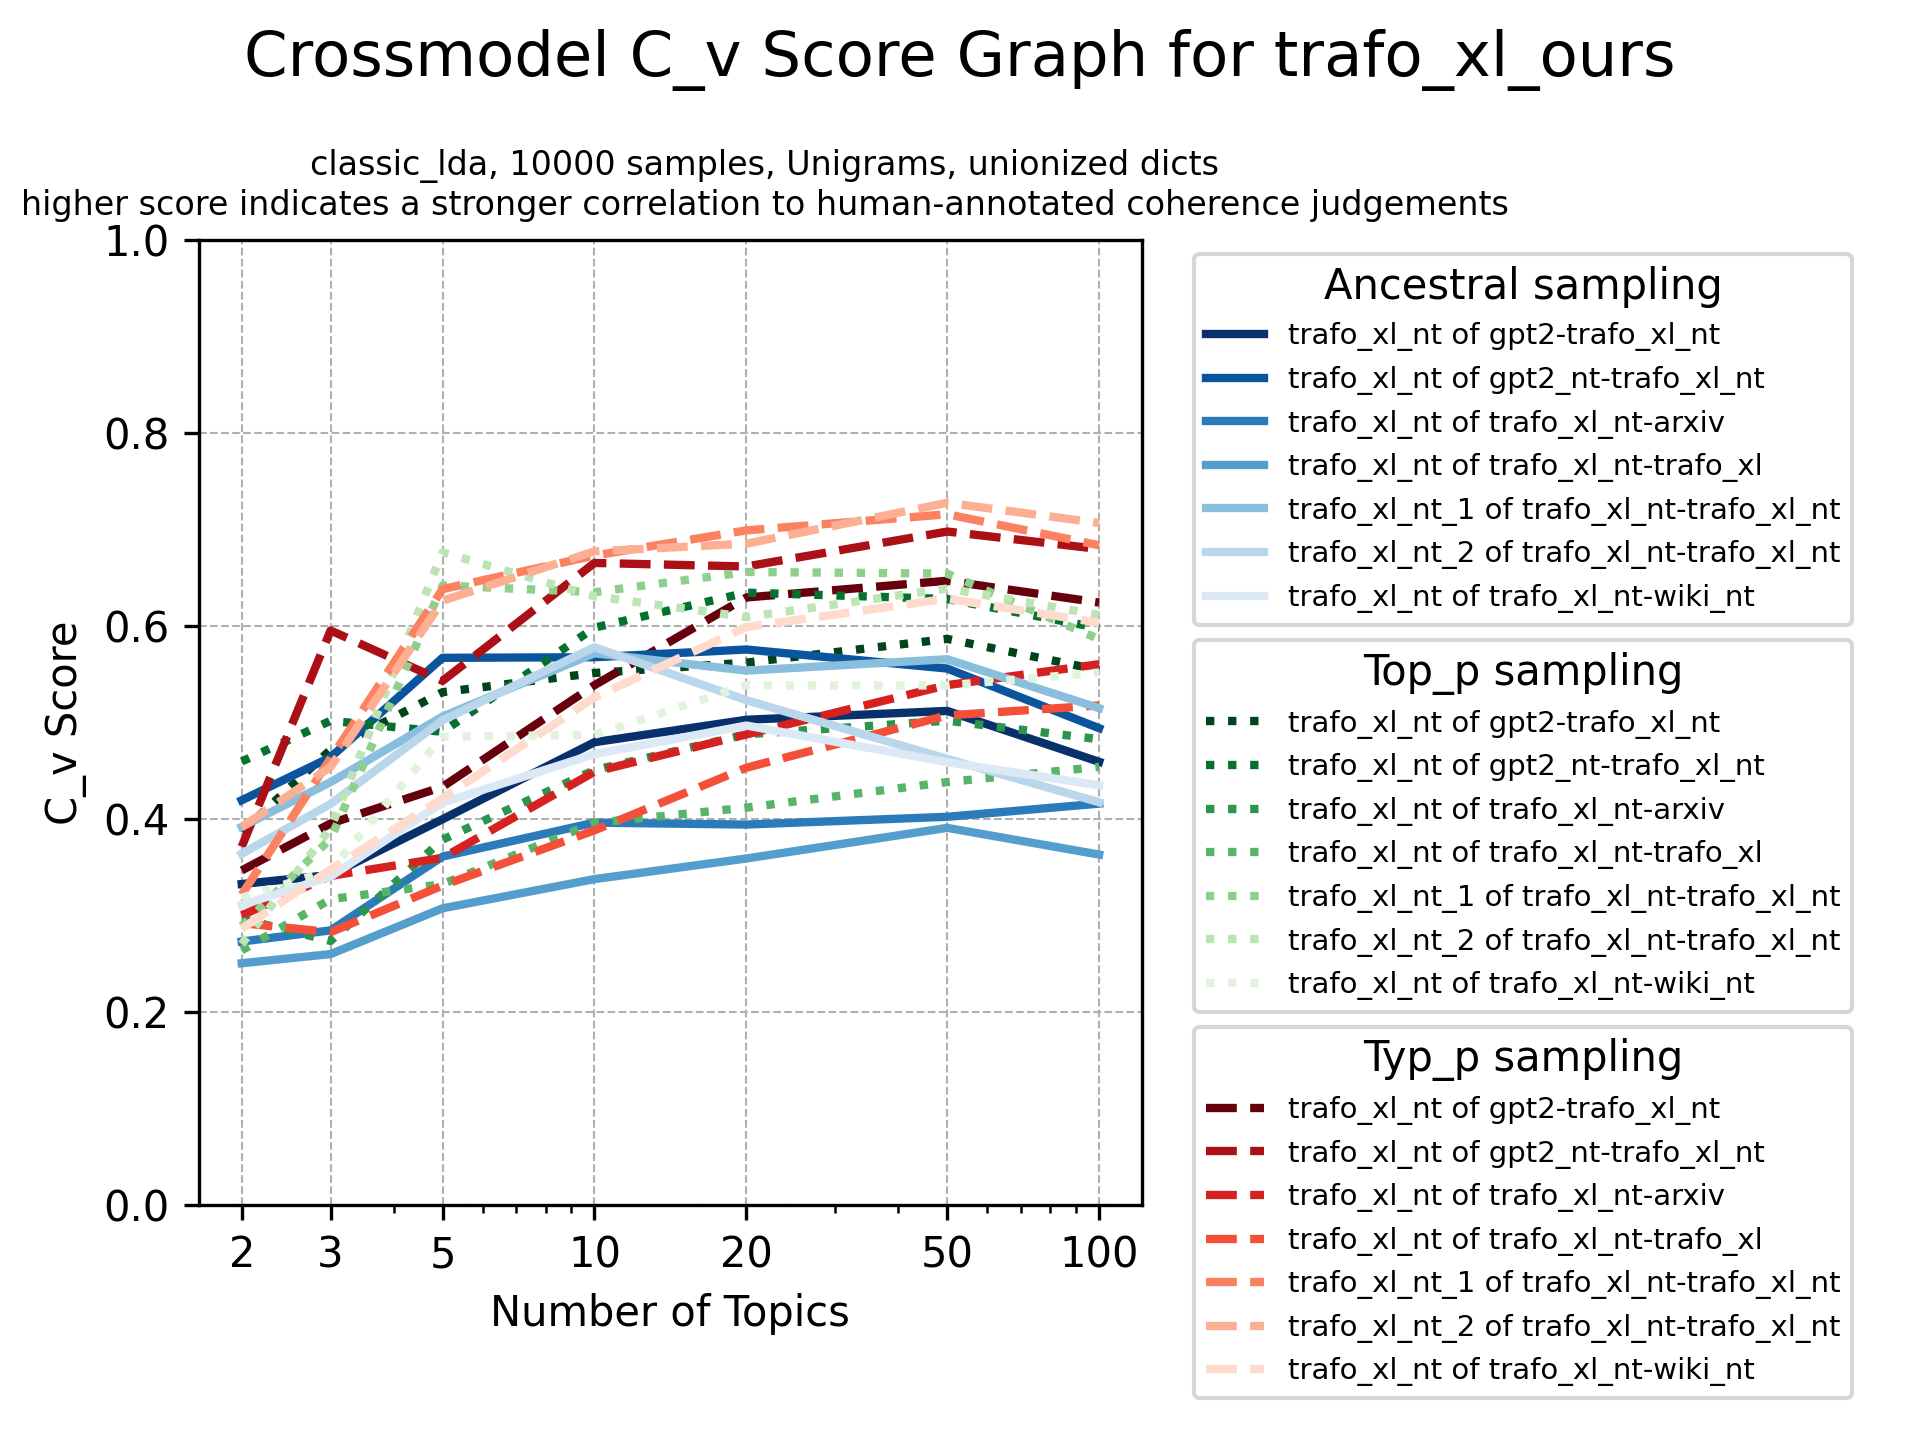 Crossmodel C_v Score Graph for trafo_xl_ours
classic_lda, 10000 samples, Unigrams, unionized dicts
higher score indicates a stronger correlation to human-annotated coherence judgements
1.0
0.8
0.6
0.4
0.2
0.0
C_v Score
2 3 5 10 20 50 100
Number of Topics
Ancestral sampling
trafo_xl_nt of gpt2-trafo_xl_nt
trafo_xl_nt of gpt2_nt-trafo_xl_nt
trafo_xl_nt of trafo_xl_nt-arxiv
trafo_xl_nt of trafo_xl_nt-trafo_xl
trafo_xl_nt_1 of trafo_xl_nt-trafo_xl_nt
trafo_xl_nt_2 of trafo_xl_nt-trafo_xl_nt
trafo_xl_nt of trafo_xl_nt-wiki_nt
Top_p sampling
trafo_xl_nt of gpt2-trafo_xl_nt
trafo_xl_nt of gpt2_nt-trafo_xl_nt
trafo_xl_nt of trafo_xl_nt-arxiv
trafo_xl_nt of trafo_xl_nt-trafo_xl
trafo_xl_nt_1 of trafo_xl_nt-trafo_xl_nt
trafo_xl_nt_2 of trafo_xl_nt-trafo_xl_nt
trafo_xl_nt of trafo_xl_nt-wiki_nt
Typ_p sampling
trafo_xl_nt of gpt2-trafo_xl_nt
trafo_xl_nt of gpt2_nt-trafo_xl_nt
trafo_xl_nt of trafo_xl_nt-arxiv
trafo_xl_nt of trafo_xl_nt-trafo_xl
trafo_xl_nt_1 of trafo_xl_nt-trafo_xl_nt
trafo_xl_nt_2 of trafo_xl_nt-trafo_xl_nt
trafo_xl_nt of trafo_xl_nt-wiki_nt